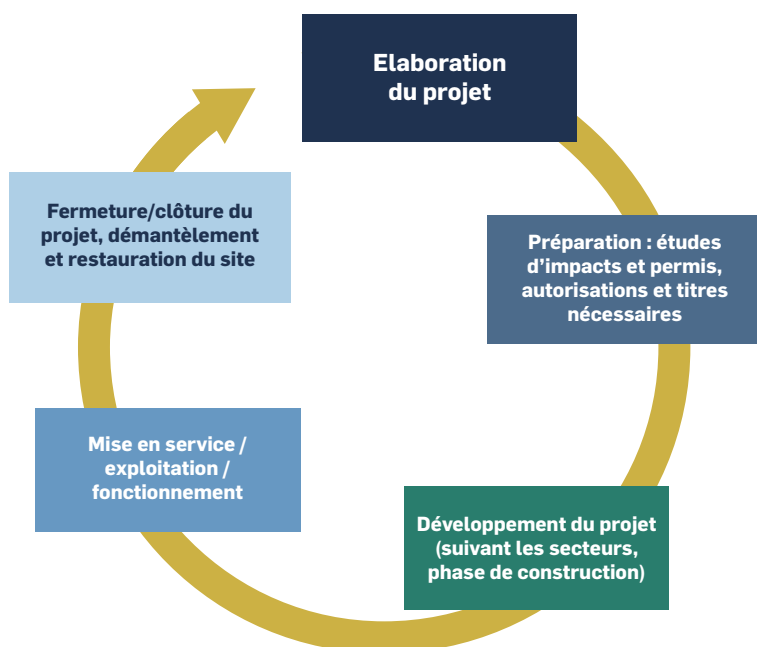 Elaboration
du projet
Préparation : études
d’impacts et permis,
autorisations et titres
nécessaires
Développement du projet
(suivant les secteurs,
phase de construction)
Mise en service /
exploitation /
fonctionnement
Fermeture/clôture du
projet, démantèlement
et restauration du site